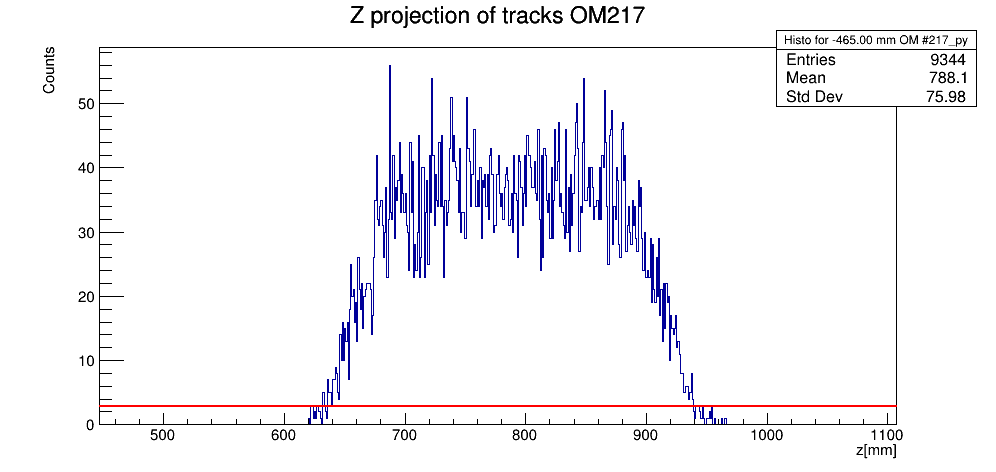 Z projection of tracks OM217
Histo for -465.00 mm OM #217_py
Entries 9344
Mean 788.1
Std Dev 75.98
Counts
50
40
30
20
10
0
500 600 700 800 900 1000 1100
z[mm]